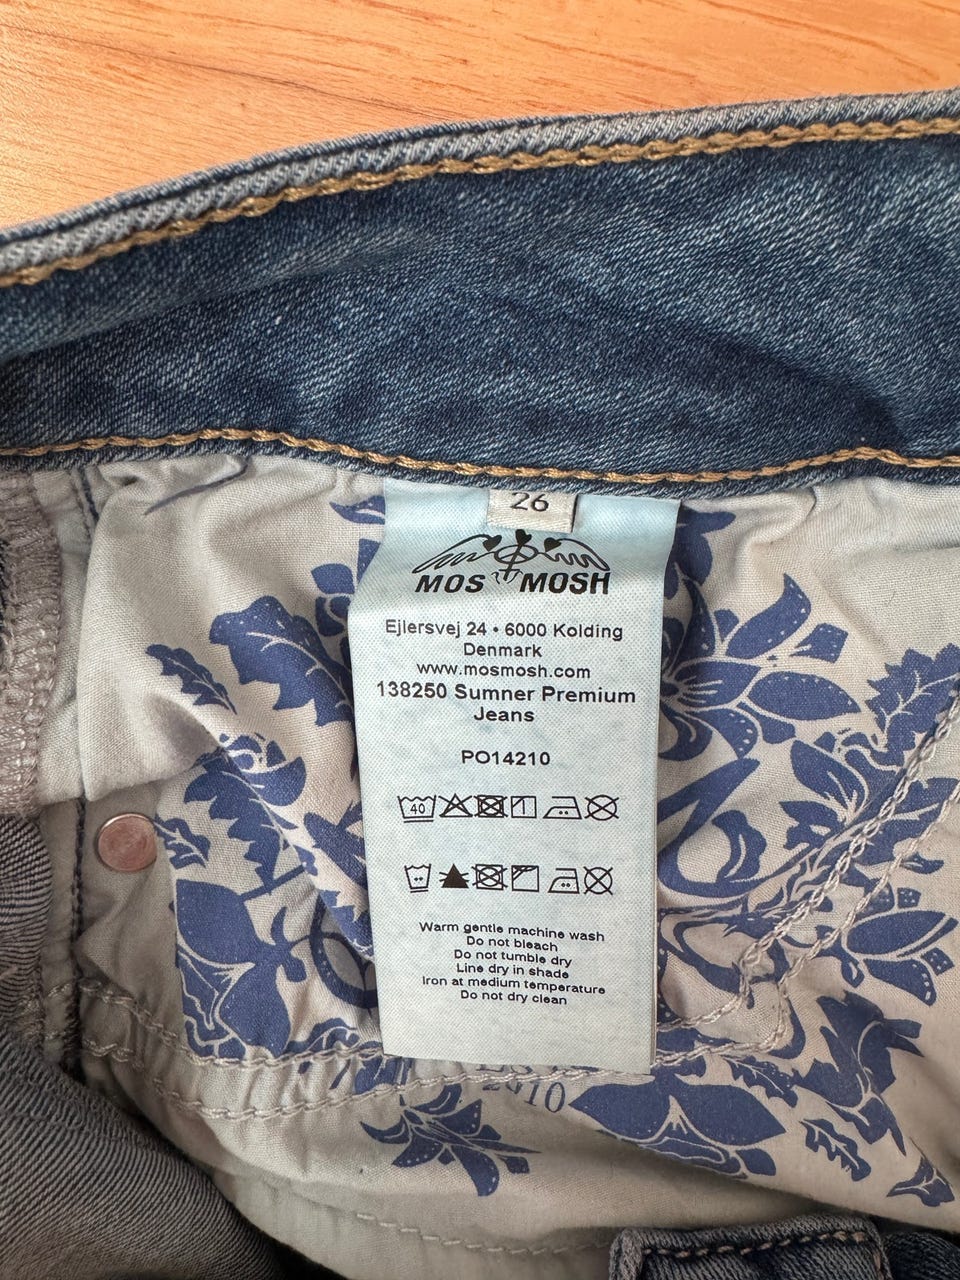 26
MOS MOSH
Ejlersvej 24 • 6000 Kolding
Denmark
www.mosmosh.com
138250 Sumner Premium
Jeans
PO14210
40
Warm gentle machine wash
Do not bleach
Do not tumble dry
Line dry in shade
Iron at medium temperature
Do not dry clean
2010